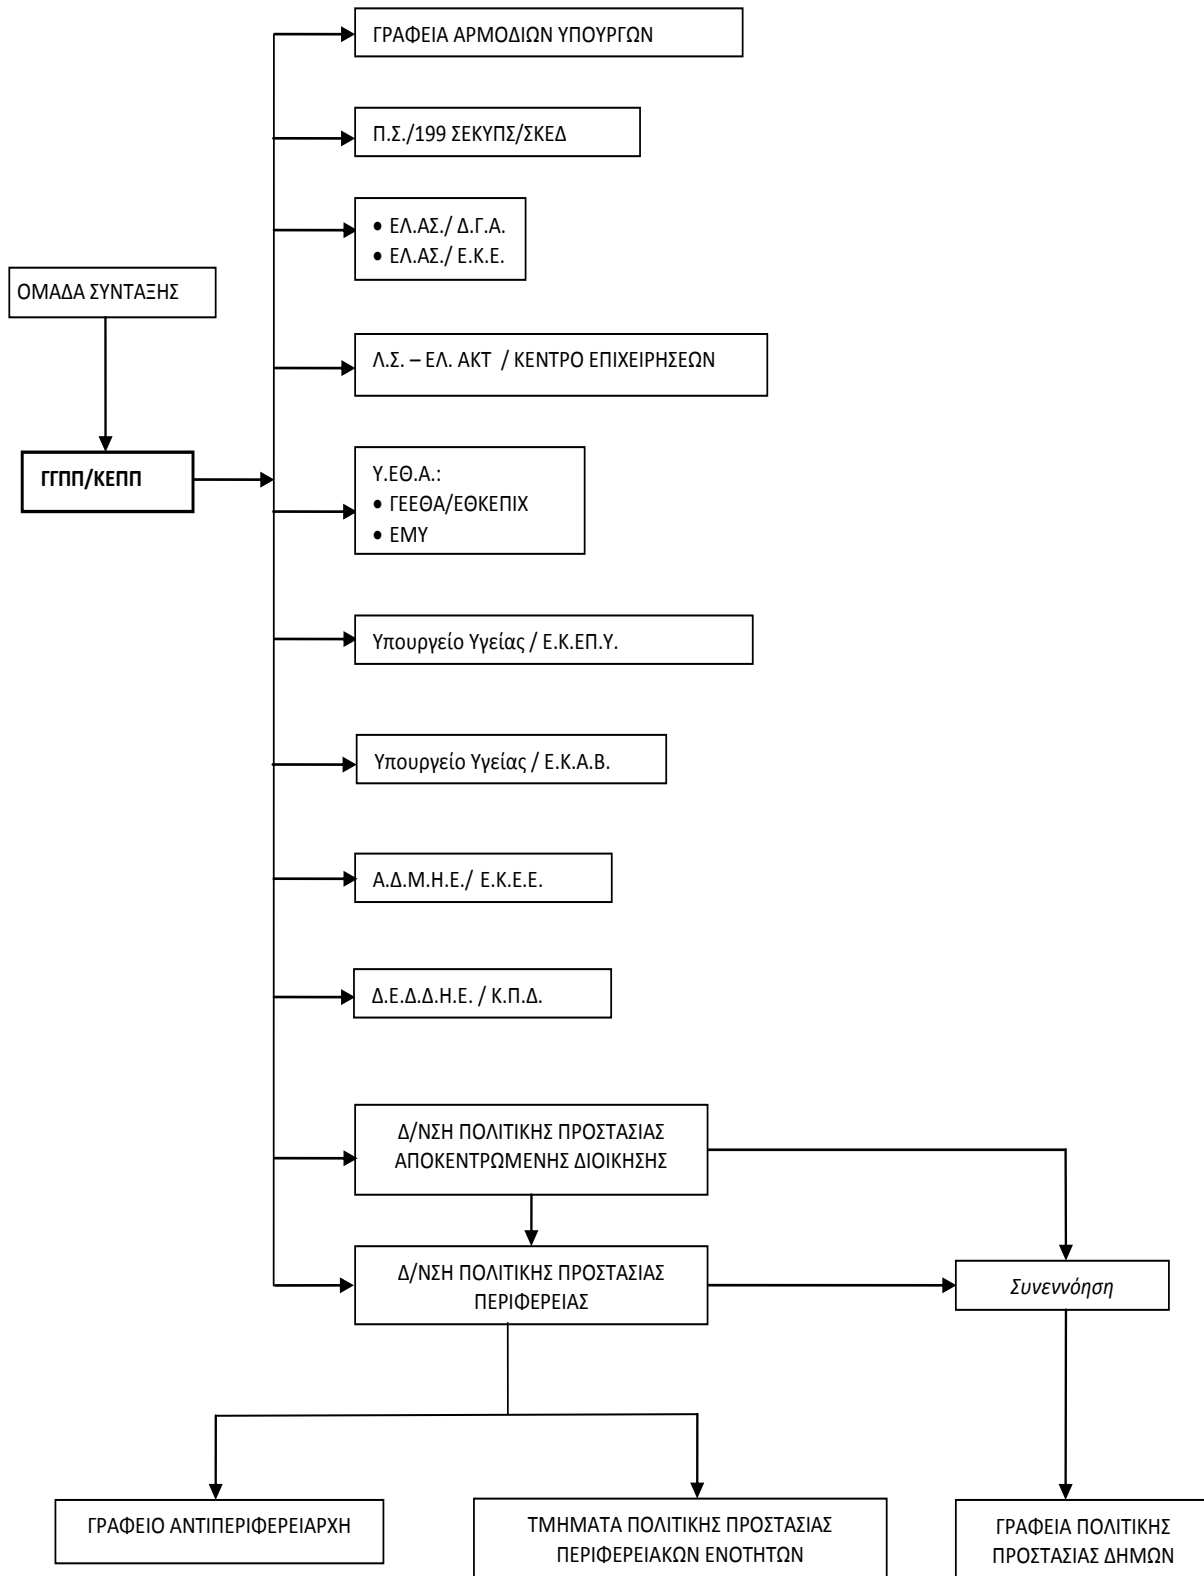 ΓΡΑΦΕΙΑ ΑΡΜΟΔΙΩΝ ΥΠΟΥΡΓΩΝ
Π.Σ./199 ΣΕΚΥΠΣ/ΣΚΕΔ
• ΕΛ.ΑΣ./ Δ.Γ.Α.
• ΕΛ.ΑΣ./ Ε.Κ.Ε.
ΟΜΑΔΑ ΣΥΝΤΑΞΗΣ
Λ.Σ. – ΕΛ. ΑΚΤ / ΚΕΝΤΡΟ ΕΠΙΧΕΙΡΗΣΕΩΝ
ΓΓΠΠ/ΚΕΠΠ
Υ.ΕΘ.Α.:
• ΓΕΕΘΑ/ΕΘΚΕΠΙΧ
• ΕΜΥ
Υπουργείο Υγείας / Ε.Κ.ΕΠ.Υ.
Υπουργείο Υγείας / Ε.Κ.Α.Β.
Α.Δ.Μ.Η.Ε./ Ε.Κ.Ε.Ε.
Δ.Ε.Δ.Δ.Η.Ε. / Κ.Π.Δ.
Δ/ΝΣΗ ΠΟΛΙΤΙΚΗΣ ΠΡΟΣΤΑΣΙΑΣ
ΑΠΟΚΕΝΤΡΩΜΕΝΗΣ ΔΙΟΙΚΗΣΗΣ
Δ/ΝΣΗ ΠΟΛΙΤΙΚΗΣ ΠΡΟΣΤΑΣΙΑΣ
ΠΕΡΙΦΕΡΕΙΑΣ
Συνεννόηση
ΓΡΑΦΕΙΟ ΑΝΤΙΠΕΡΙΦΕΡΕΙΑΡΧΗ
ΤΜΗΜΑΤΑ ΠΟΛΙΤΙΚΗΣ ΠΡΟΣΤΑΣΙΑΣ
ΠΕΡΙΦΕΡΕΙΑΚΩΝ ΕΝΟΤΗΤΩΝ
ΓΡΑΦΕΙΑ ΠΟΛΙΤΙΚΗΣ
ΠΡΟΣΤΑΣΙΑΣ ΔΗΜΩΝ